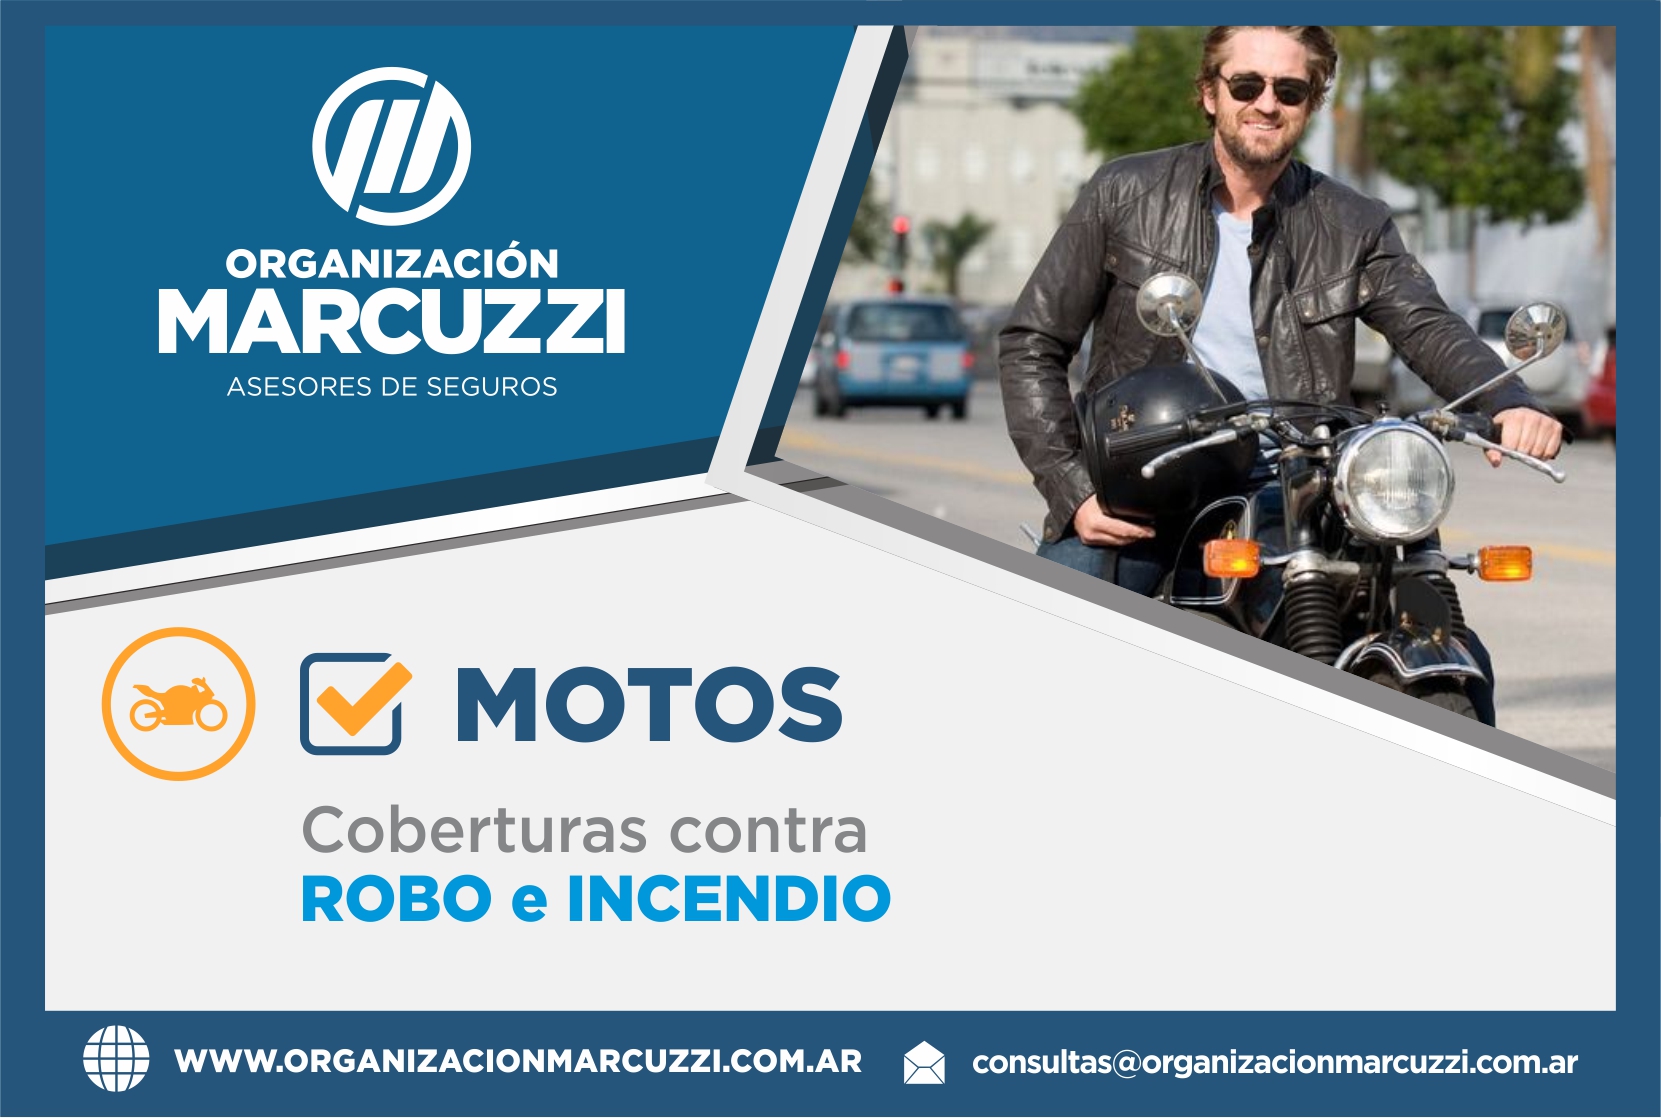 ORGANIZACIÓN
MARCUZZI
ASESORES DE SEGUROS
MOTOS
Coberturas contra
ROBO e INCENDIO
WWW.ORGANIZACIONMARCUZZI.COM.AR
consultas@organizacionmarcuzzi.com.ar